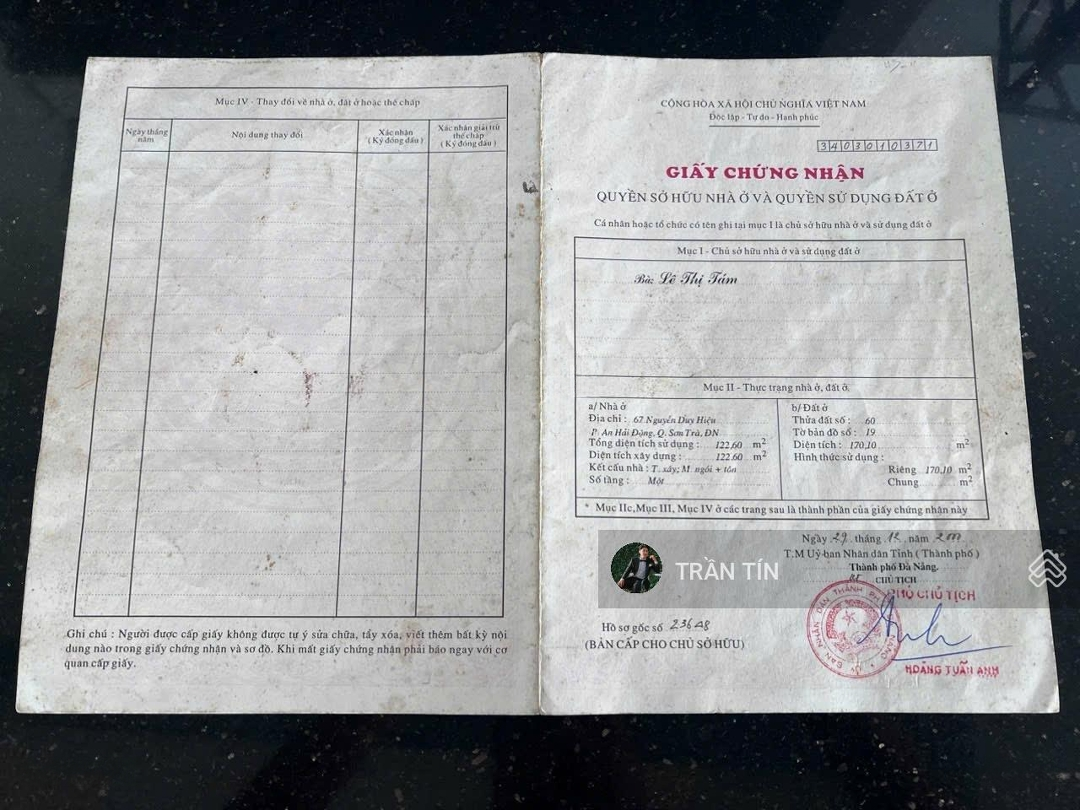 Mục IV - Thay đổi về nhà ở, đất ở hoặc thế chấp
Ngày tháng năm
Nội dung thay đổi
Xác nhận
( Ký đóng dấu )
Xác nhận giải trừ
thế chấp
( Ký đóng dấu )
Ghi chú : Người được cấp giấy không được tự ý sửa chữa, tẩy xóa, viết thêm bất kỳ nội
dung nào trong giấy chứng nhận và sơ đồ. Khi mất giấy chứng nhận phải báo ngay với cơ
quan cấp giấy.
CỘNG HÒA XÃ HỘI CHỦ NGHĨA VIỆT NAM
Độc lập - Tự do - Hạnh phúc
3403010371
GIẤY CHỨNG NHẬN
QUYỀN SỞ HỮU NHÀ Ở VÀ QUYỀN SỬ DỤNG ĐẤT Ở
Cá nhân hoặc tổ chức có tên ghi tại mục I là chủ sở hữu nhà ở và sử dụng đất ở
Mục I - Chủ sở hữu nhà ở và sử dụng đất ở
Bà: Lê Thị Tám
Mục II - Thực trạng nhà ở, đất ở
a/ Nhà ở
Địa chỉ : 67 Nguyễn Duy Hiệu
P. An Hải Đông, Q. Sơn Trà, ĐN
Tổng diện tích sử dụng : 122,60 m2
Diện tích xây dựng : 122.60 m2
Kết cấu nhà : T. xây; M. ngói + tôn
Số tầng : Một
b/ Đất ở
Thửa đất số : 60
Tờ bản đồ số : 19
Diện tích : 170,10 m2
Hình thức sử dụng :
Riêng 170,10 m2
Chung m2
* Mục IIc, Mục III, Mục IV ở các trang sau là thành phần của giấy chứng nhận này
Ngày 29 tháng 12 năm
T.M Uỷ ban Nhân dân Tỉnh ( Thành phố )
Thành phố Đà Nẵng.
CHỦ TỊCH
PHÓ CHỦ TỊCH
TRẦN TÍN
Hồ sơ gốc số 23648
(BẢN CẤP CHO CHỦ SỞ HỮU)
HOÀNG TUẤN ANH